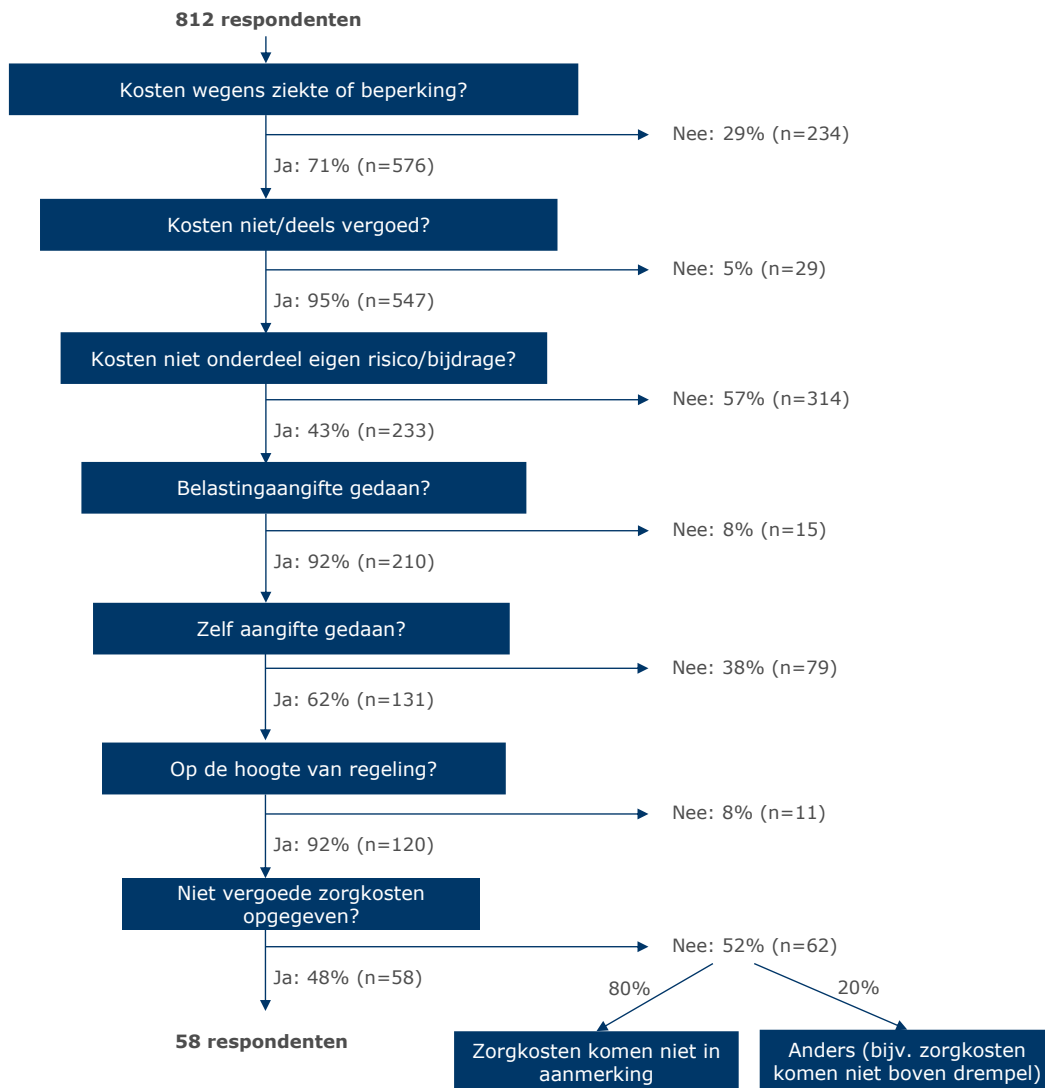 812 respondenten
Kosten wegens ziekte of beperking?
Nee: 29% (n=234)
Ja: 71% (n=576)
Kosten niet/deels vergoed?
Nee: 5% (n=29)
Ja: 95% (n=547)
Kosten niet onderdeel eigen risico/bijdrage?
Nee: 57% (n=314)
Ja: 43% (n=233)
Belastingaangifte gedaan?
Nee: 8% (n=15)
Ja: 92% (n=210)
Zelf aangifte gedaan?
Nee: 38% (n=79)
Ja: 62% (n=131)
Op de hoogte van regeling?
Nee: 8% (n=11)
Ja: 92% (n=120)
Niet vergoede zorgkosten
opgegeven?
Nee: 52% (n=62)
Ja: 48% (n=58)
80%
20%
58 respondenten
Zorgkosten komen niet in
aanmerking
Anders (bijv. zorgkosten
komen niet boven drempel)